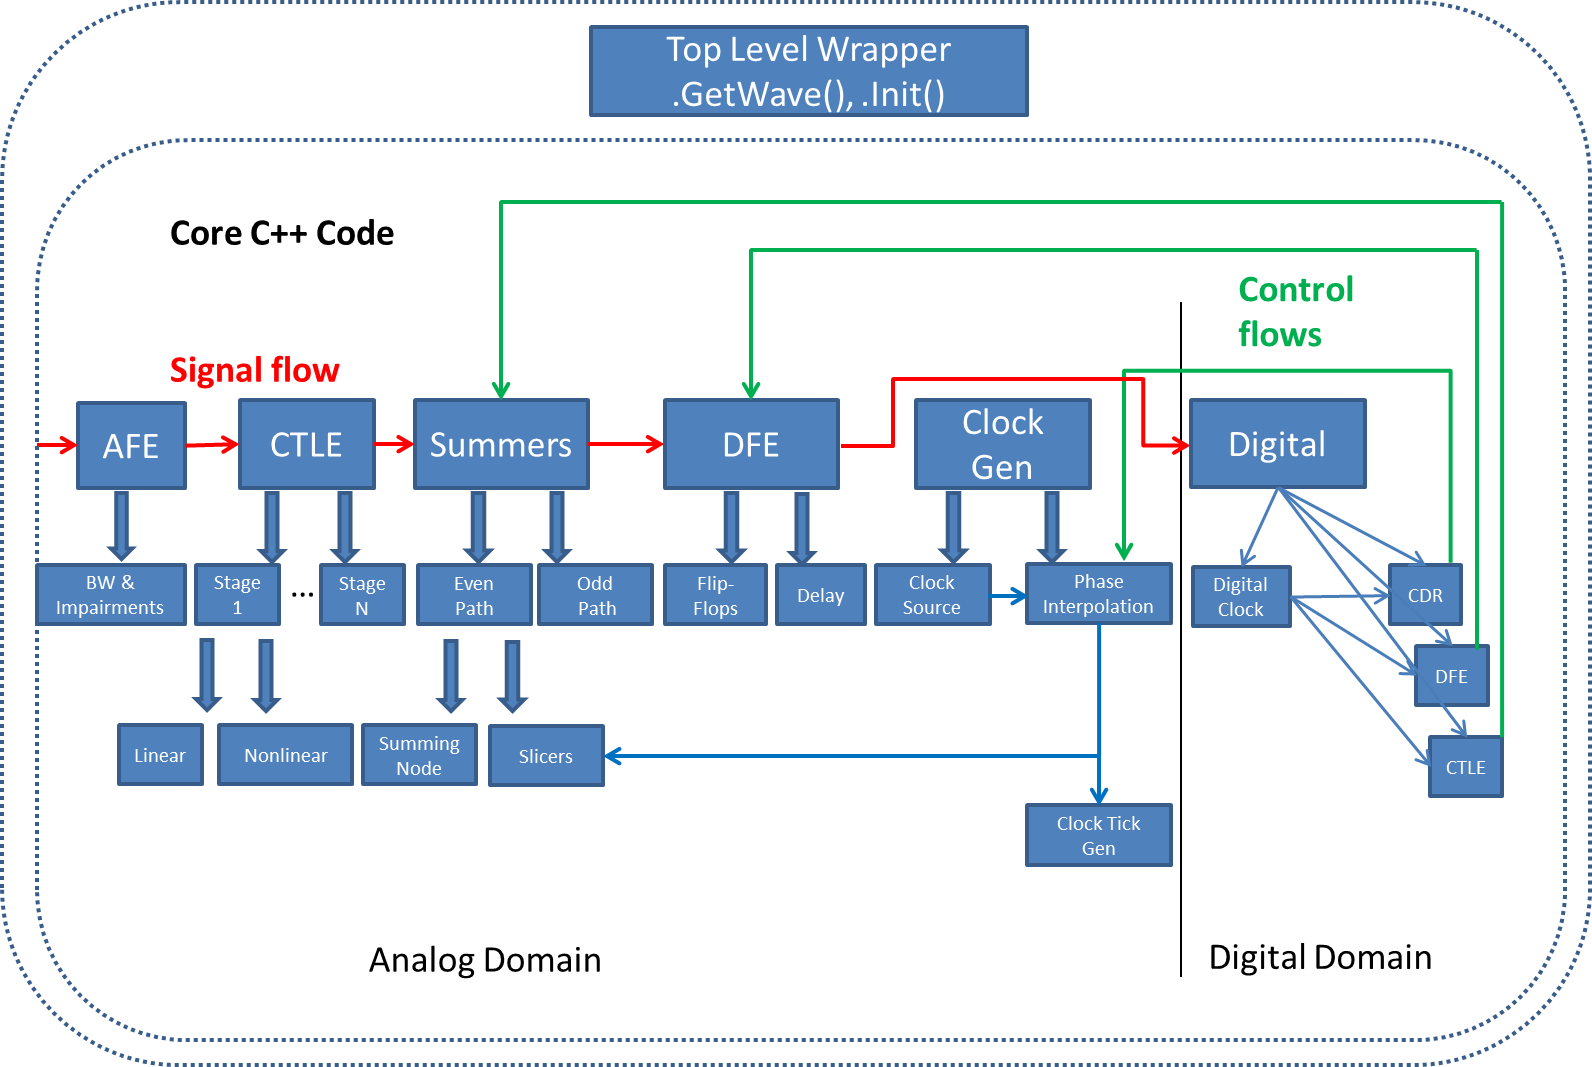 Top Level Wrapper
.GetWave(), .Init()
Core C++ Code
Control
flows
Signal flow
AFE
CTLE
Summers
DFE
Clock
Gen
Digital
BW &
Impairments
Stage
1
...
Stage
N
Even
Path
Odd
Path
Flip-
Flops
Delay
Clock
Source
Phase
Interpolation
Digital
Clock
CDR
DFE
CTLE
Linear
Nonlinear
Summing
Node
Slicers
Clock Tick
Gen
Analog Domain
Digital Domain